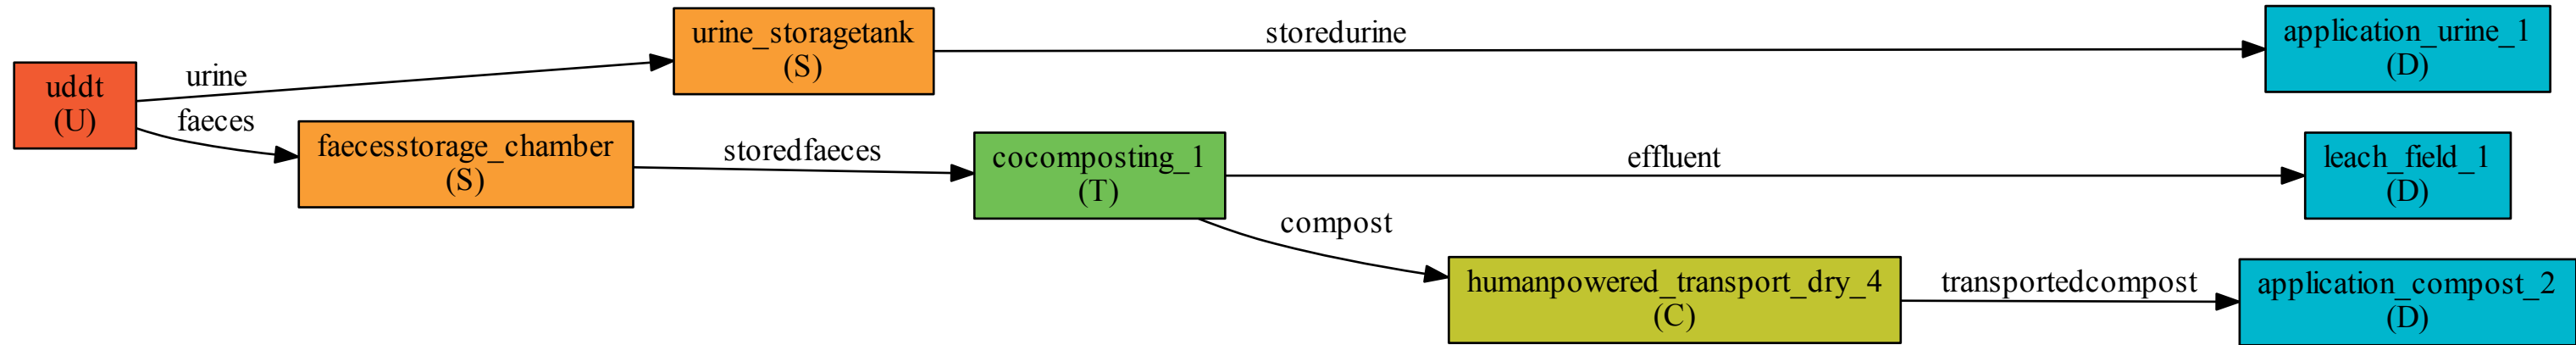 uddt
(U)
urine
faeces
urine_storagetank
(S)
faecesstorage_chamber
(S)
storedurine
storedfaeces
cocomposting_1
(T)
effluent
compost
humanpowered_transport_dry_4
(C)
transportedcompost
application_urine_1
(D)
leach_field_1
(D)
application_compost_2
(D)